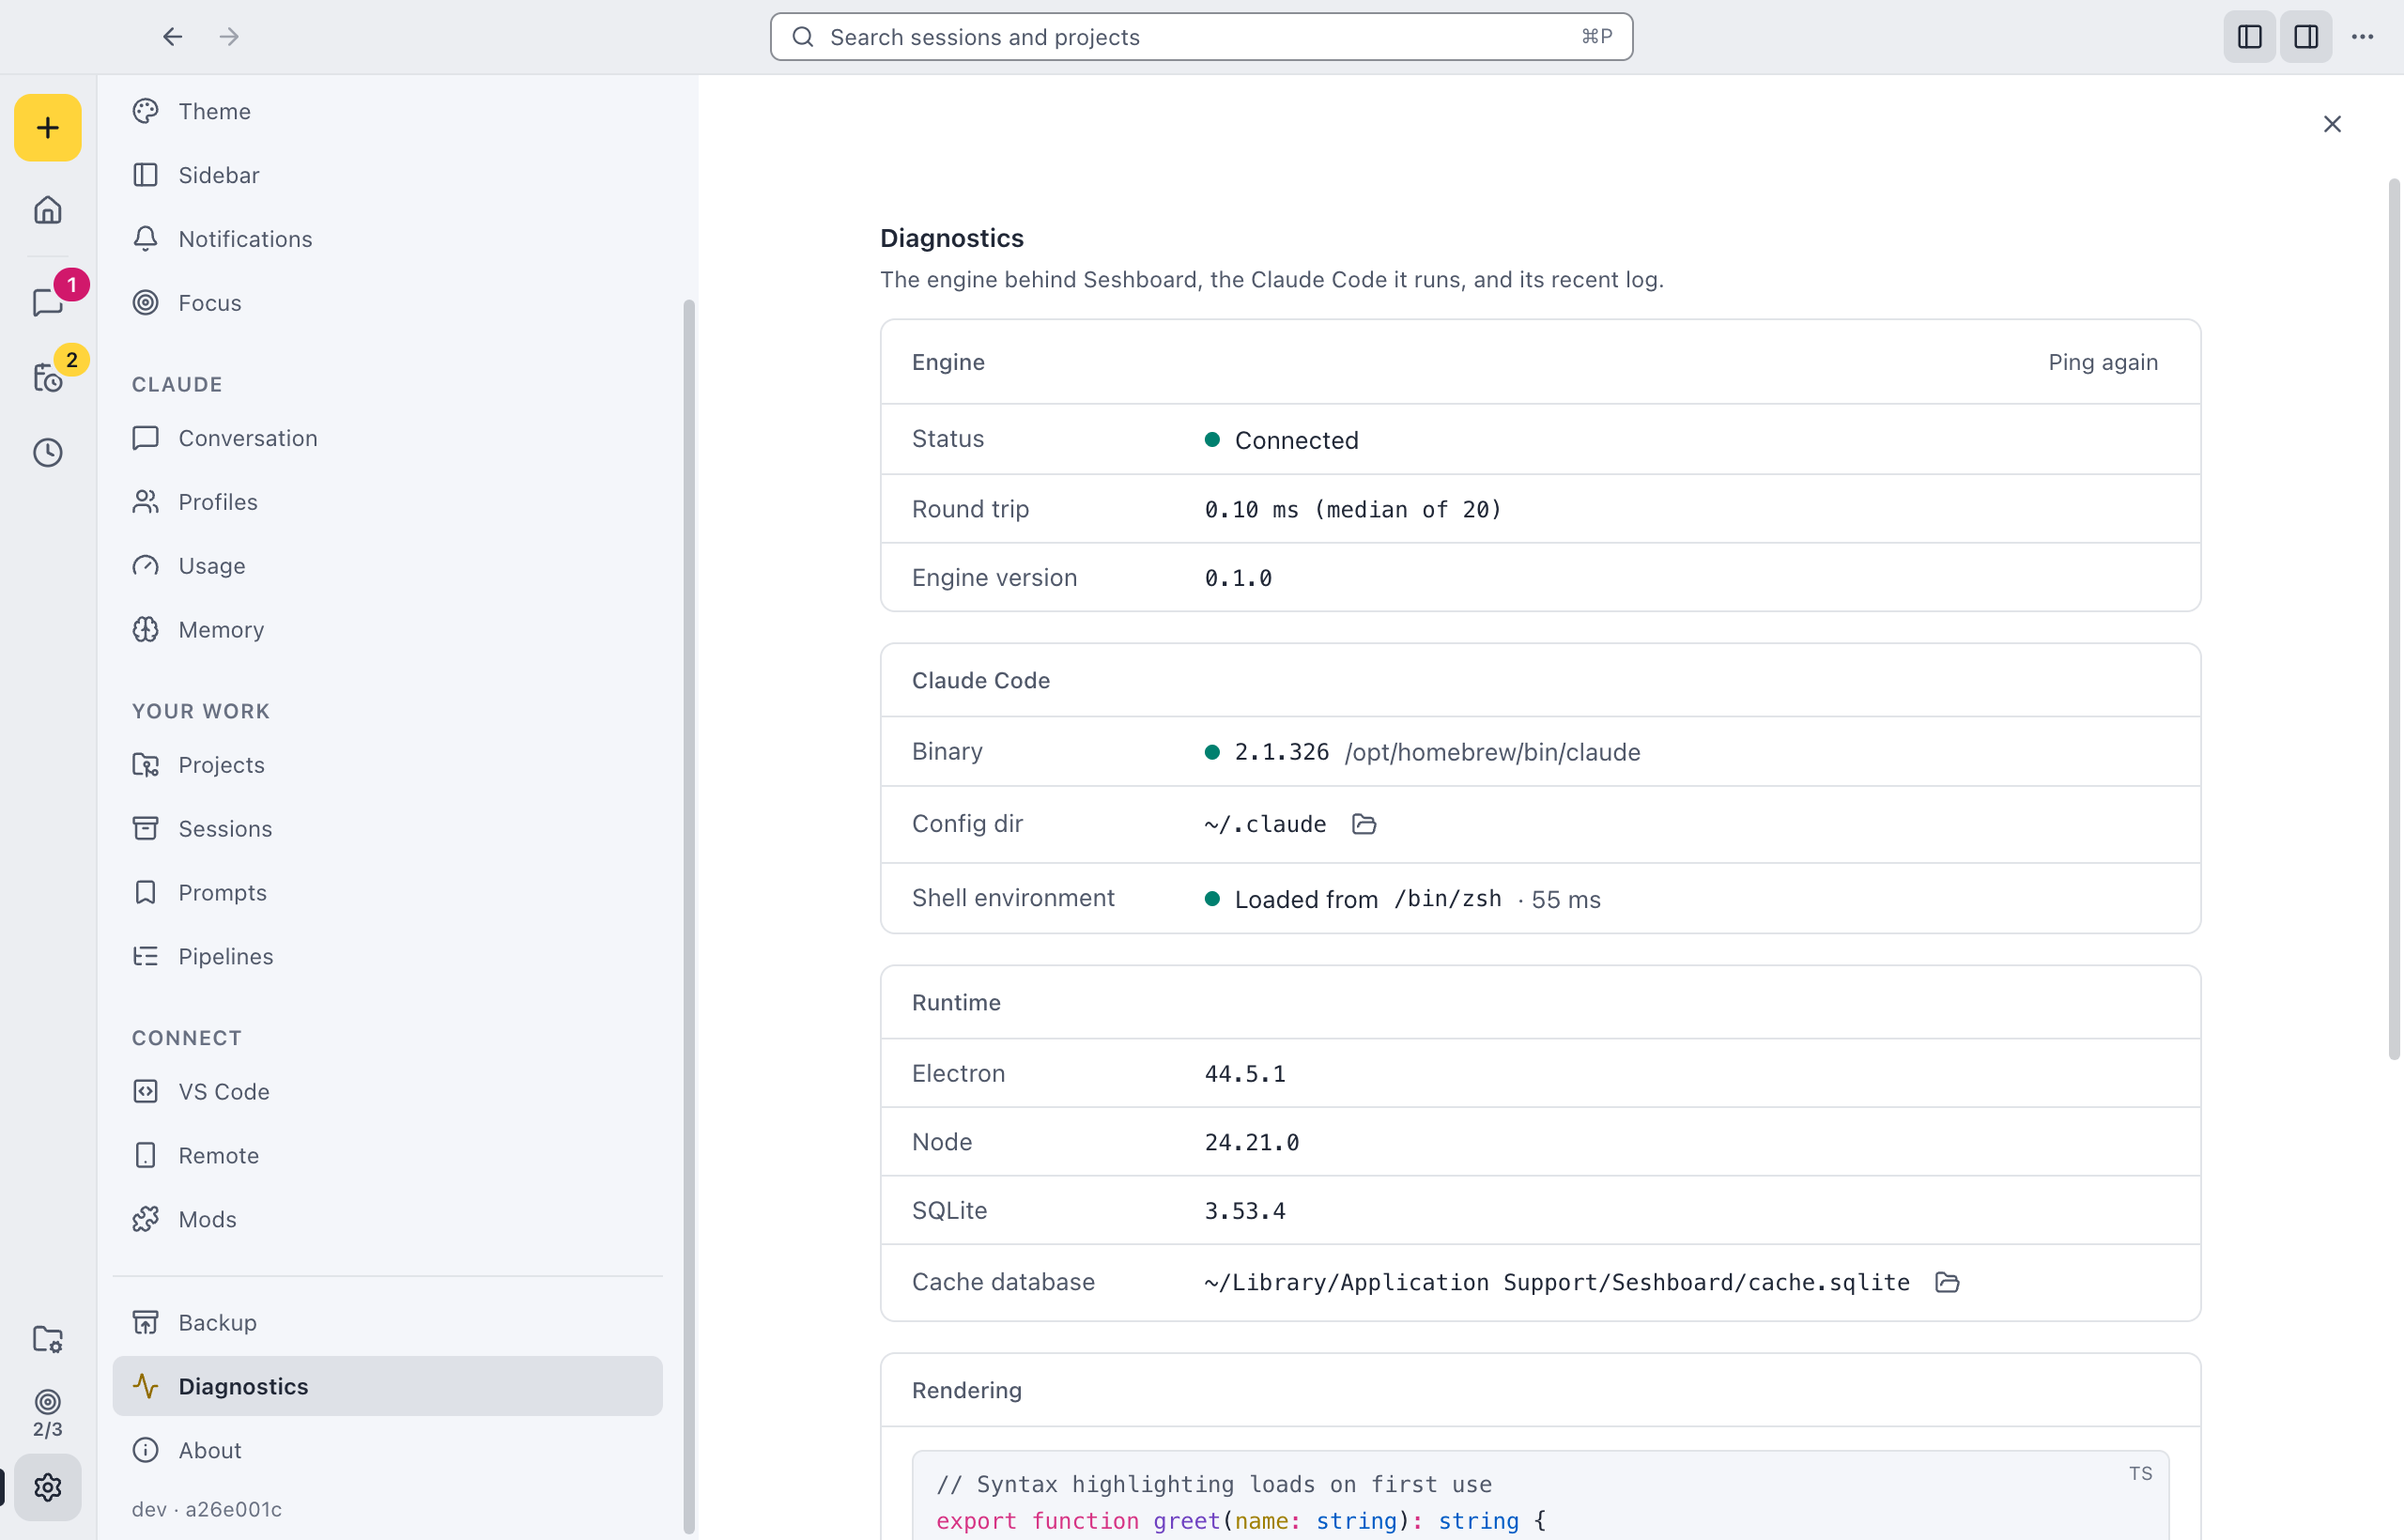 Search sessions and projects ⌘P
1
2
2/3
Theme
Sidebar
Notifications
Focus
CLAUDE
Conversation
Profiles
Usage
Memory
YOUR WORK
Projects
Sessions
Prompts
Pipelines
CONNECT
VS Code
Remote
Mods
Backup
Diagnostics
About
dev · a26e001c
Diagnostics
The engine behind Seshboard, the Claude Code it runs, and its recent log.
Engine Ping again
Status Connected
Round trip 0.10 ms (median of 20)
Engine version 0.1.0
Claude Code
Binary 2.1.326 /opt/homebrew/bin/claude
Config dir ~/.claude
Shell environment Loaded from /bin/zsh · 55 ms
Runtime
Electron 44.5.1
Node 24.21.0
SQLite 3.53.4
Cache database ~/Library/Application Support/Seshboard/cache.sqlite
Rendering
TS
// Syntax highlighting loads on first use
export function greet(name: string): string {